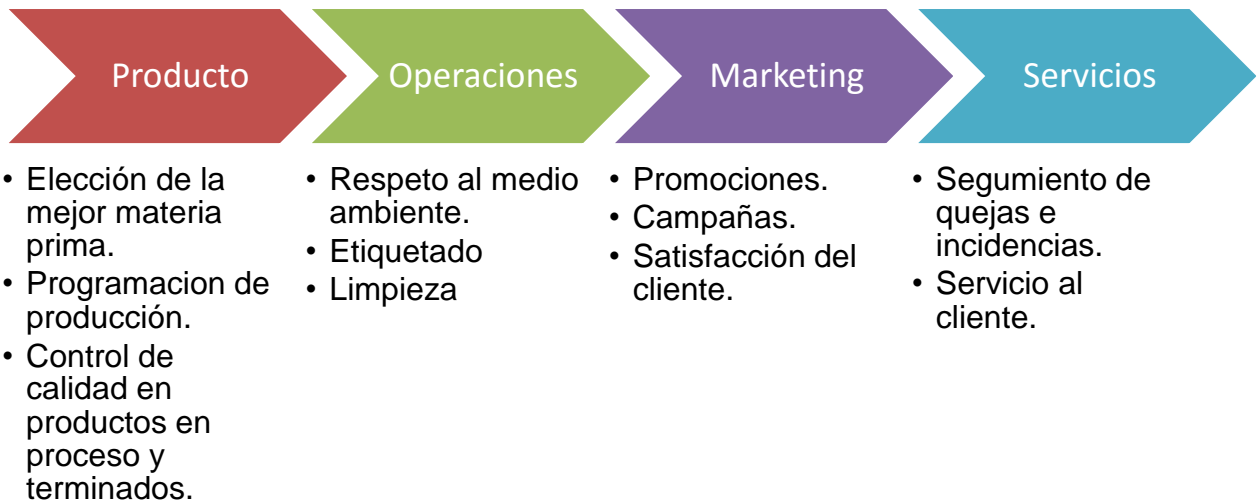 Producto
Operaciones
Marketing
Servicios
• Elección de la
mejor materia
prima.
• Programacion de
producción.
• Control de
calidad en
productos en
proceso y
terminados.
• Respeto al medio
ambiente.
• Etiquetado
• Limpieza
• Promociones.
• Campañas.
• Satisfacción del
cliente.
• Segumiento de
quejas e
incidencias.
• Servicio al
cliente.